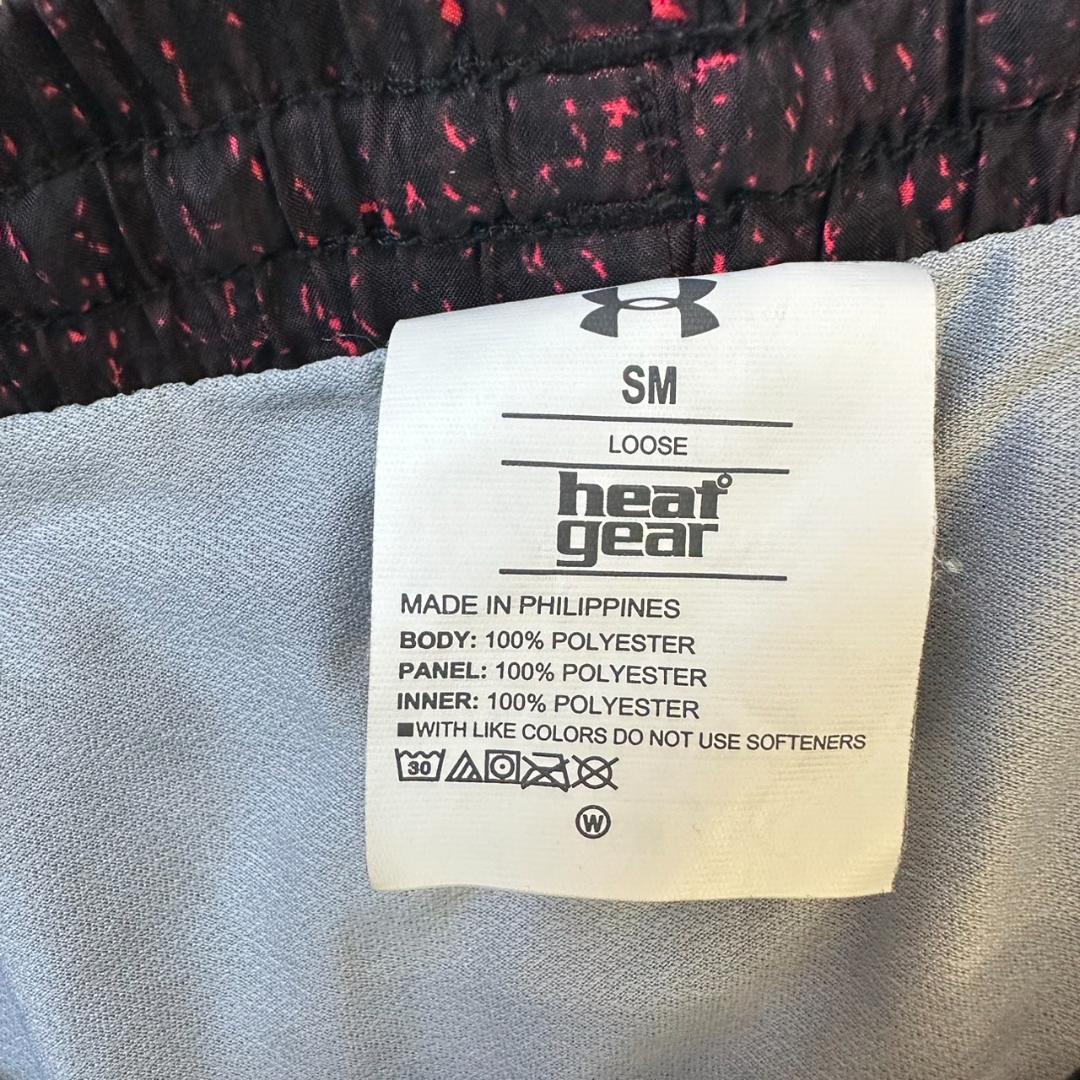 SM
LOOSE
heat°
gear
MADE IN PHILIPPINES
BODY: 100% POLYESTER
PANEL: 100% POLYESTER
INNER: 100% POLYESTER
■WITH LIKE COLORS DO NOT USE SOFTENERS
30
W